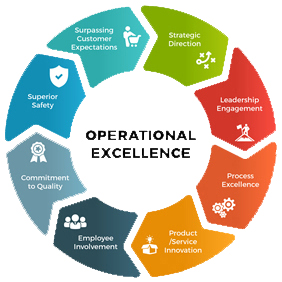 Surpassing
Customer
Expectations
Strategic
Direction
Leadership
Engagement
Process
Excellence
Product
/Service
Innovation
Employee
Involvement
Commitment
to Quality
Superior
Safety
OPERATIONAL
EXCELLENCE